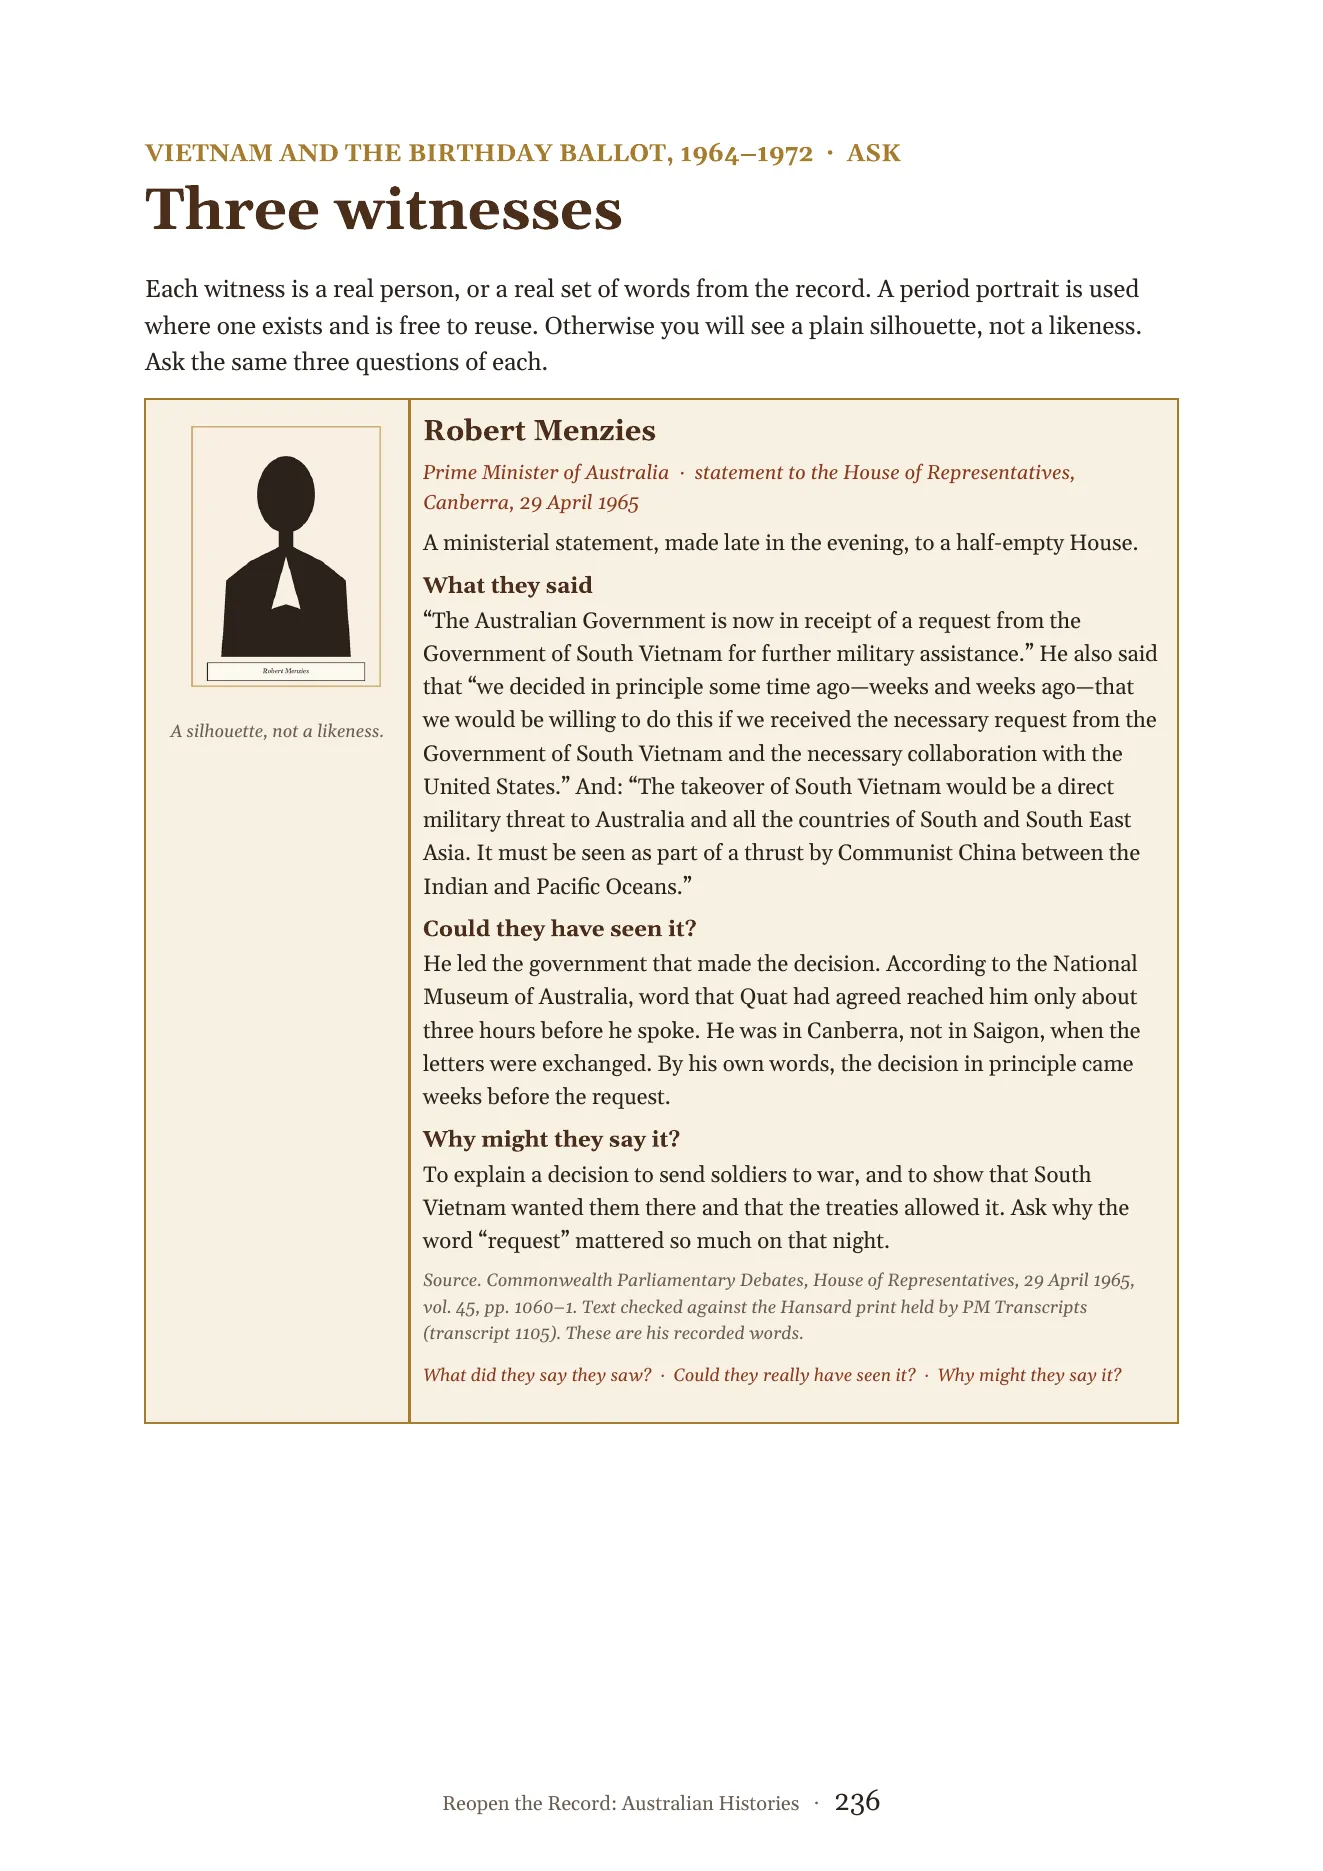 VIETNAM AND THE BIRTHDAY BALLOT, 1964–1972 · ASK
Three witnesses
Each witness is a real person, or a real set of words from the record. A period portrait is used
where one exists and is free to reuse. Otherwise you will see a plain silhouette, not a likeness.
Ask the same three questions of each.
Robert Menzies
A silhouette, not a likeness.
Robert Menzies
Prime Minister of Australia · statement to the House of Representatives,
Canberra, 29 April 1965
A ministerial statement, made late in the evening, to a half-empty House.
What they said
“The Australian Government is now in receipt of a request from the
Government of South Vietnam for further military assistance.” He also said
that “we decided in principle some time ago—weeks and weeks ago—that
we would be willing to do this if we received the necessary request from the
Government of South Vietnam and the necessary collaboration with the
United States.” And: “The takeover of South Vietnam would be a direct
military threat to Australia and all the countries of South and South East
Asia. It must be seen as part of a thrust by Communist China between the
Indian and Pacific Oceans.”
Could they have seen it?
He led the government that made the decision. According to the National
Museum of Australia, word that Quat had agreed reached him only about
three hours before he spoke. He was in Canberra, not in Saigon, when the
letters were exchanged. By his own words, the decision in principle came
weeks before the request.
Why might they say it?
To explain a decision to send soldiers to war, and to show that South
Vietnam wanted them there and that the treaties allowed it. Ask why the
word “request” mattered so much on that night.
Source. Commonwealth Parliamentary Debates, House of Representatives, 29 April 1965,
vol. 45, pp. 1060–1. Text checked against the Hansard print held by PM Transcripts
(transcript 1105). These are his recorded words.
What did they say they saw? · Could they really have seen it? · Why might they say it?
Reopen the Record: Australian Histories · 236